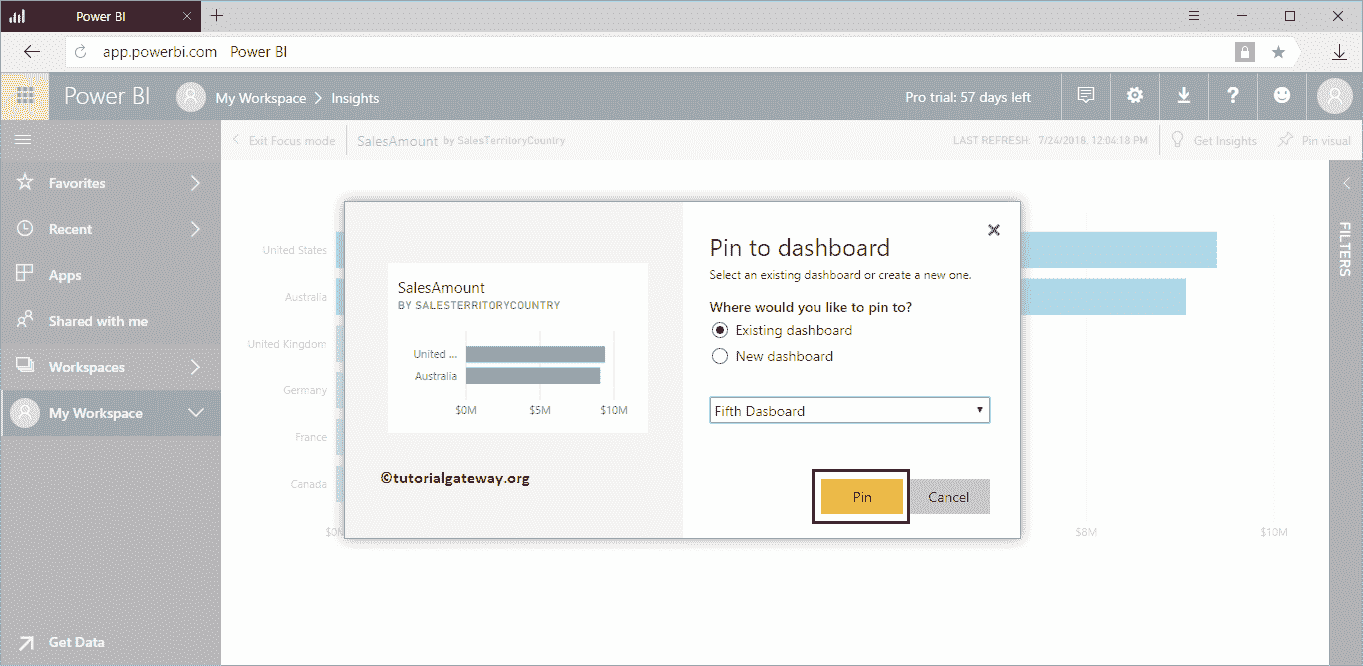 Power BI
app.powerbi.com Power BI
Power BI My Workspace > Insights Pro trial: 57 days left ?
Exit Focus mode SalesAmount by SalesTerritoryCountry LAST REFRESH: 7/24/2018, 12:04:18 PM Get Insights Pin visual
Favorites
Recent
Apps
Shared with me
Workspaces
My Workspace
Get Data
United States
Australia
United Kingdom
Germany
France
Canada
$0M
$8M
$10M
FILTERS
SalesAmount
BY SALESTERRITORYCOUNTRY
United ...
Australia
$0M $5M $10M
©tutorialgateway.org
Pin to dashboard
Select an existing dashboard or create a new one.
Where would you like to pin to?
Existing dashboard
New dashboard
Fifth Dasboard
Pin Cancel